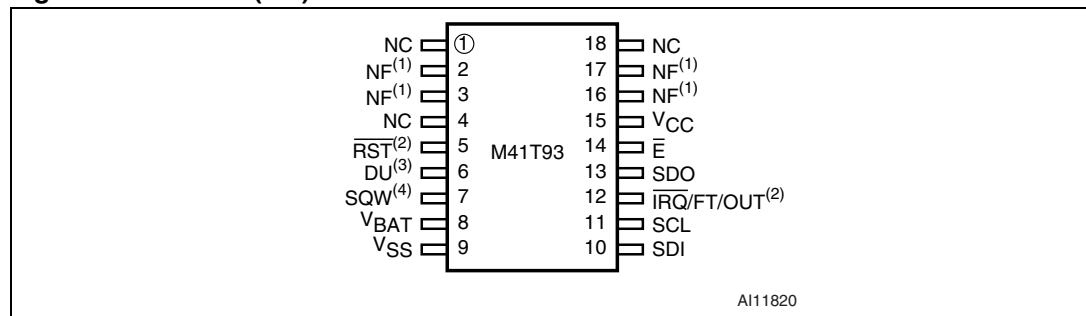 NC 1 18 NC
NF(1) 2 17 NF(1)
NF(1) 3 16 NF(1)
NC 4 15 VCC
RST(2) 5 M41T93 14 E
DU(3) 6 13 SDO
SQW(4) 7 12 IRQ/FT/OUT(2)
VBAT 8 11 SCL
VSS 9 10 SDI
AI11820